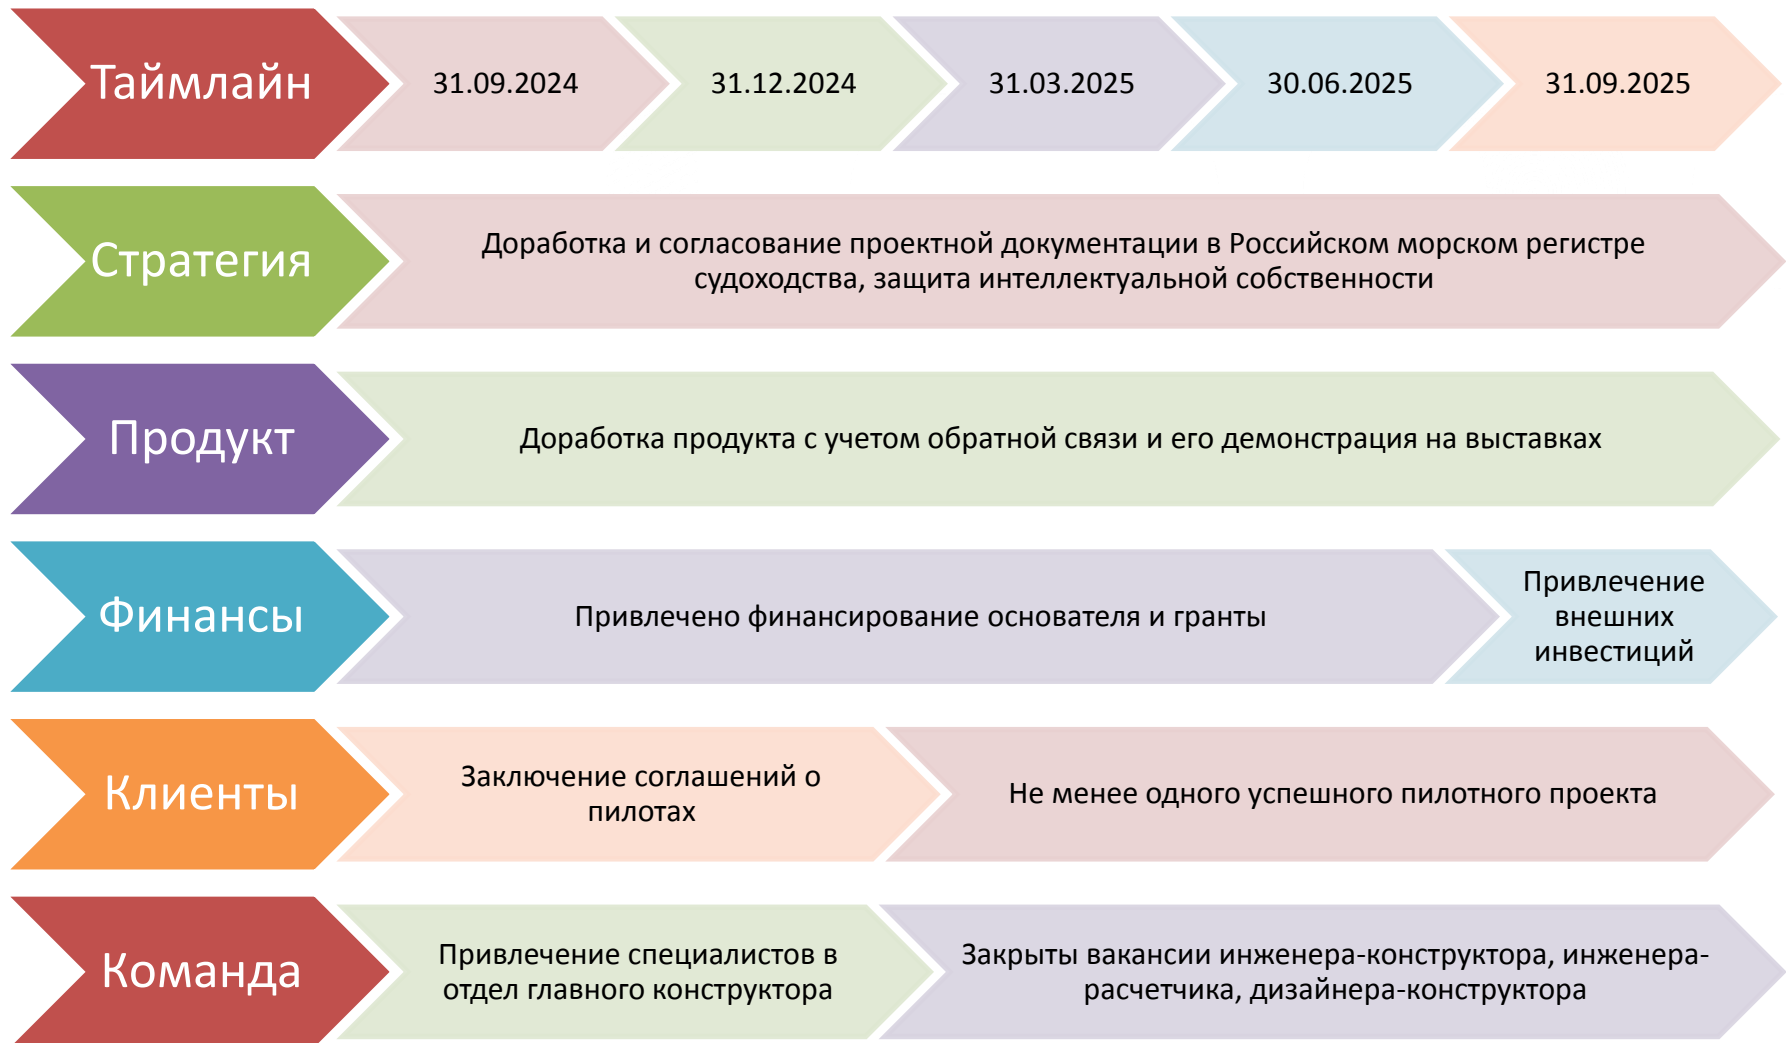 Таймлайн
31.09.2024
31.12.2024
31.03.2025
30.06.2025
31.09.2025
Стратегия
Доработка и согласование проектной документации в Российском морском регистре
судоходства, защита интеллектуальной собственности
Продукт
Доработка продукта с учетом обратной связи и его демонстрация на выставках
Финансы
Привлечено финансирование основателя и гранты
Привлечение
внешних
инвестиций
Клиенты
Заключение соглашений о
пилотах
Не менее одного успешного пилотного проекта
Команда
Привлечение специалистов в
отдел главного конструктора
Закрыты вакансии инженера-конструктора, инженера-
расчетчика, дизайнера-конструктора